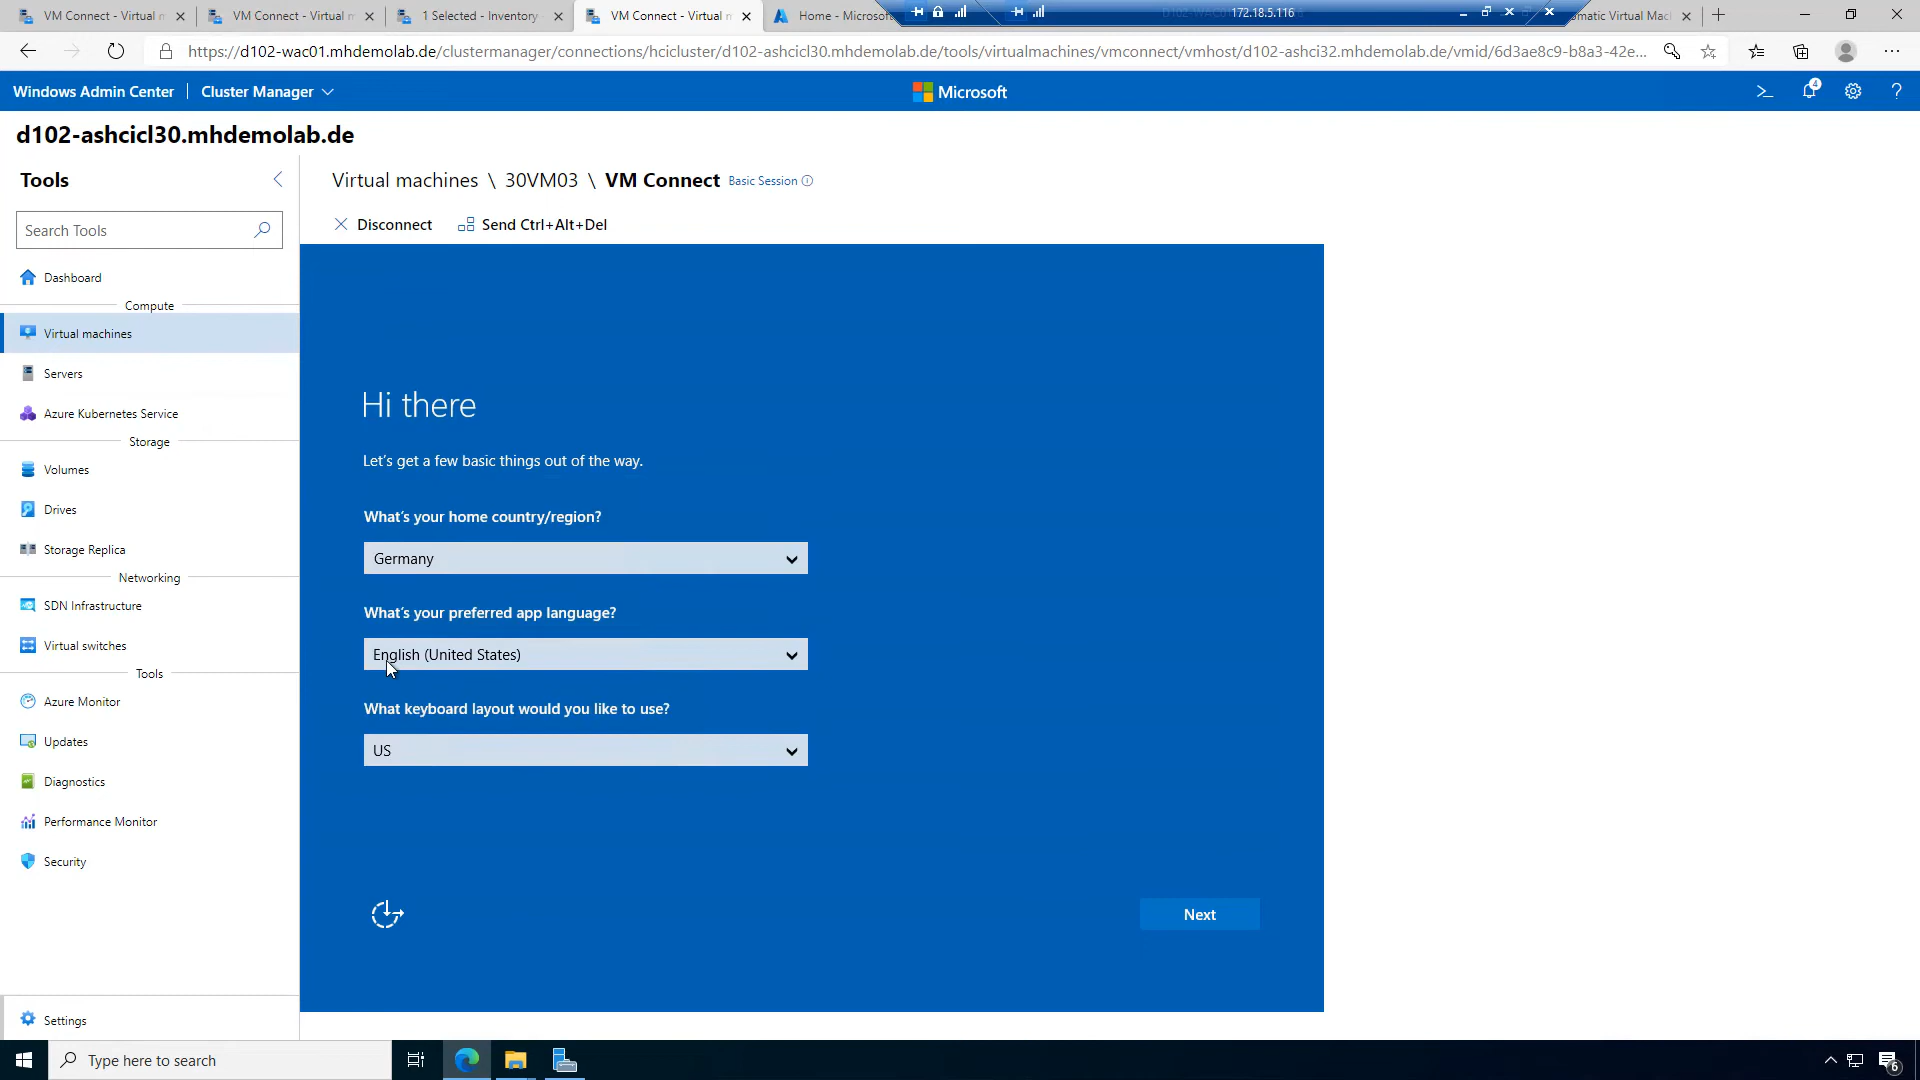 VM Connect - Virtual m
VM Connect - Virtual m
1 Selected - Inventory
VM Connect - Virtual m
Home - Microsof
172.18.5.116
omatic Virtual Mac
https://d102-wac01.mhdemolab.de/clustermanager/connections/hcicluster/d102-ashcicl30.mhdemolab.de/tools/virtualmachines/vmconnect/vmhost/d102-ashci32.mhdemolab.de/vmid/6d3ae8c9-b8a3-42e...
Windows Admin Center
Cluster Manager
Microsoft
4
?
d102-ashcicl30.mhdemolab.de
Tools
Search Tools
Dashboard
Compute
Virtual machines
Servers
Azure Kubernetes Service
Storage
Volumes
Drives
Storage Replica
Networking
SDN Infrastructure
Virtual switches
Tools
Azure Monitor
Updates
Diagnostics
Performance Monitor
Security
Settings
Virtual machines \ 30VM03 \ VM Connect Basic Session
Disconnect
Send Ctrl+Alt+Del
Hi there
Let's get a few basic things out of the way.
What's your home country/region?
Germany
What's your preferred app language?
English (United States)
What keyboard layout would you like to use?
US
Next
Type here to search
6